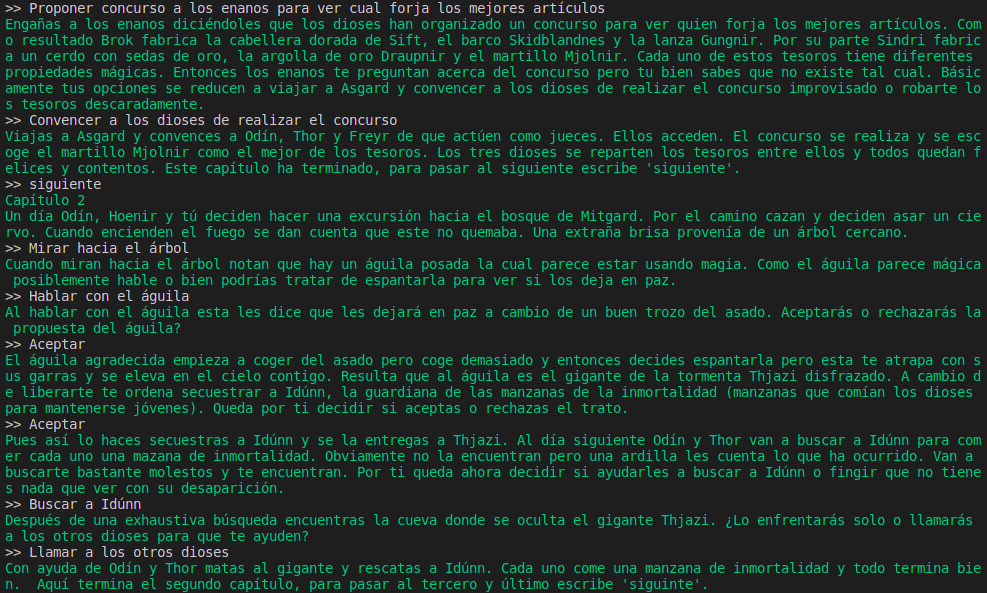 >> Proponer concurso a los enanos para ver cual forja los mejores artículos
Engañas a los enanos diciéndoles que los dioses han organizado un concurso para ver quien forja los mejores artículos. Com
o resultado Brok fabrica la cabellera dorada de Sift, el barco Skidblandnes y la lanza Gungnir. Por su parte Sindri fabric
a un cerdo con sedas de oro, la argolla de oro Draupnir y el martillo Mjolnir. Cada uno de estos tesoros tiene diferentes
propiedades mágicas. Entonces los enanos te preguntan acerca del concurso pero tu bien sabes que no existe tal cual. Básic
amente tus opciones se reducen a viajar a Asgard y convencer a los dioses de realizar el concurso improvisado o robarte lo
s tesoros descaradamente.
>> Convencer a los dioses de realizar el concurso
Viajas a Asgard y convences a Odín, Thor y Freyr de que actúen como jueces. Ellos acceden. El concurso se realiza y se esc
oge el martillo Mjolnir como el mejor de los tesoros. Los tres dioses se reparten los tesoros entre ellos y todos quedan f
elices y contentos. Este capítulo ha terminado, para pasar al siguiente escribe 'siguiente'.
>> siguiente
Capítulo 2
Un día Odín, Hoenir y tú deciden hacer una excursión hacia el bosque de Mitgard. Por el camino cazan y deciden asar un cie
rvo. Cuando encienden el fuego se dan cuenta que este no quemaba. Una extraña brisa provenía de un árbol cercano.
>> Mirar hacia el árbol
Cuando miran hacia el árbol notan que hay un águila posada la cual parece estar usando magia. Como el águila parece mágica
posiblemente hable o bien podrías tratar de espantarla para ver si los deja en paz.
>> Hablar con el águila
Al hablar con el águila esta les dice que les dejará en paz a cambio de un buen trozo del asado. Aceptarás o rechazarás la
propuesta del águila?
>> Aceptar
El águila agradecida empieza a coger del asado pero coge demasiado y entonces decides espantarla pero esta te atrapa con s
us garras y se eleva en el cielo contigo. Resulta que al águila es el gigante de la tormenta Thjazi disfrazado. A cambio d
e liberarte te ordena secuestrar a Idúnn, la guardiana de las manzanas de la inmortalidad (manzanas que comían los dioses
para mantenerse jóvenes). Queda por ti decidir si aceptas o rechazas el trato.
>> Aceptar
Pues así lo haces secuestras a Idúnn y se la entregas a Thjazi. Al día siguiente Odín y Thor van a buscar a Idúnn para com
er cada uno una mazana de inmortalidad. Obviamente no la encuentran pero una ardilla les cuenta lo que ha ocurrido. Van a
buscarte bastante molestos y te encuentran. Por ti queda ahora decidir si ayudarles a buscar a Idúnn o fingir que no tiene
s nada que ver con su desaparición.
>> Buscar a Idúnn
Después de una exhaustiva búsqueda encuentras la cueva donde se oculta el gigante Thjazi. ¿Lo enfrentarás solo o llamarás
a los otros dioses para que te ayuden?
>> Llamar a los otros dioses
Con ayuda de Odín y Thor matas al gigante y rescatas a Idúnn. Cada uno come una manzana de inmortalidad y todo termina bie
n.  Aquí termina el segundo capítulo, para pasar al tercero y último escribe 'siguinte'.